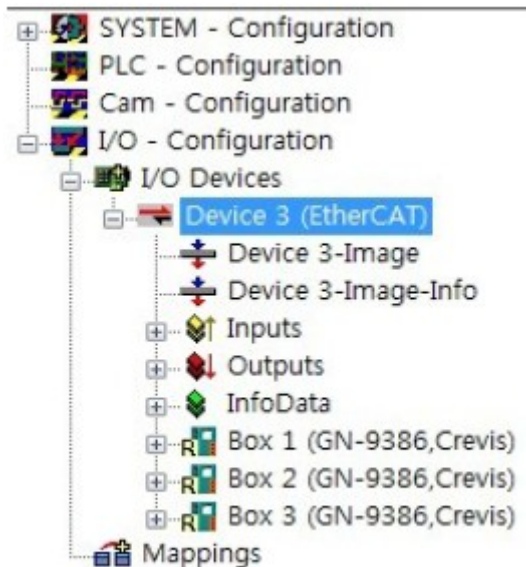 SYSTEM - Configuration
PLC - Configuration
Cam - Configuration
I/O - Configuration
I/O Devices
Device 3 (EtherCAT)
Device 3-Image
Device 3-Image-Info
Inputs
Outputs
InfoData
R Box 1 (GN-9386,Crevis)
R Box 2 (GN-9386,Crevis)
R Box 3 (GN-9386,Crevis)
Mappings